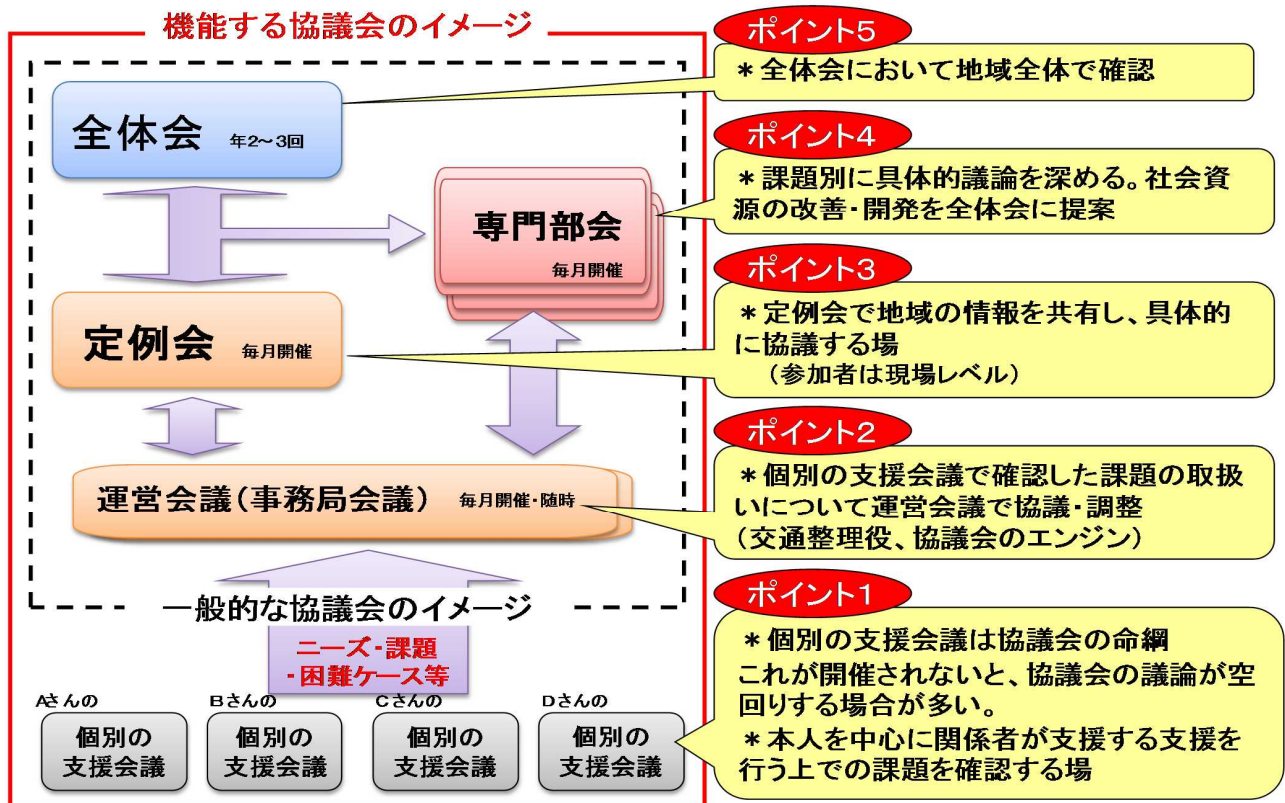 機能する協議会のイメージ
全体会 年2~3回
専門部会
毎月開催
定例会 毎月開催
運営会議(事務局会議) 毎月開催・随時
一般的な協議会のイメージ
ニーズ・課題
・困難ケース等
Aさんの
個別の
支援会議
Bさんの
個別の
支援会議
Cさんの
個別の
支援会議
Dさんの
個別の
支援会議
ポイント5
*全体会において地域全体で確認
ポイント4
*課題別に具体的議論を深める。社会資
源の改善・開発を全体会に提案
ポイント3
*定例会で地域の情報を共有し、具体的
に協議する場
(参加者は現場レベル)
ポイント2
*個別の支援会議で確認した課題の取扱
いについて運営会議で協議・調整
(交通整理役、協議会のエンジン)
ポイント1
*個別の支援会議は協議会の命綱
これが開催されないと、協議会の議論が空
回りする場合が多い。
*本人を中心に関係者が支援する支援を
行う上での課題を確認する場